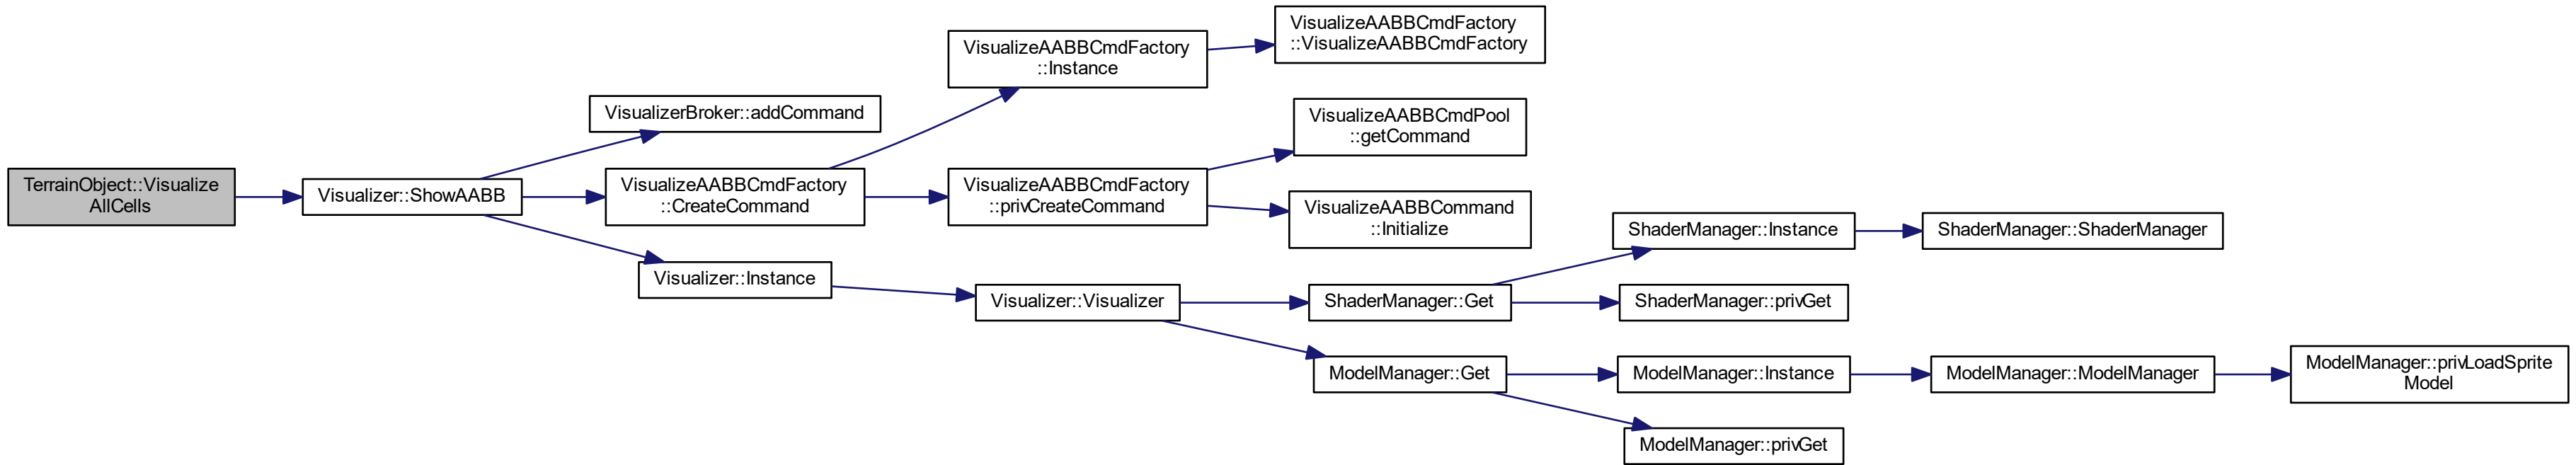 TerrainObject::Visualize
AllCells
Visualizer::ShowAABB
VisualizerBroker::addCommand
VisualizeAABBCmdFactory
::CreateCommand
Visualizer::Instance
VisualizeAABBCmdFactory
::Instance
VisualizeAABBCmdFactory
::privCreateCommand
Visualizer::Visualizer
VisualizeAABBCmdFactory
::VisualizeAABBCmdFactory
VisualizeAABBCmdPool
::getCommand
VisualizeAABBCommand
::Initialize
ShaderManager::Get
ModelManager::Get
ShaderManager::Instance
ShaderManager::privGet
ModelManager::Instance
ModelManager::privGet
ShaderManager::ShaderManager
ModelManager::ModelManager
ModelManager::privLoadSprite
Model